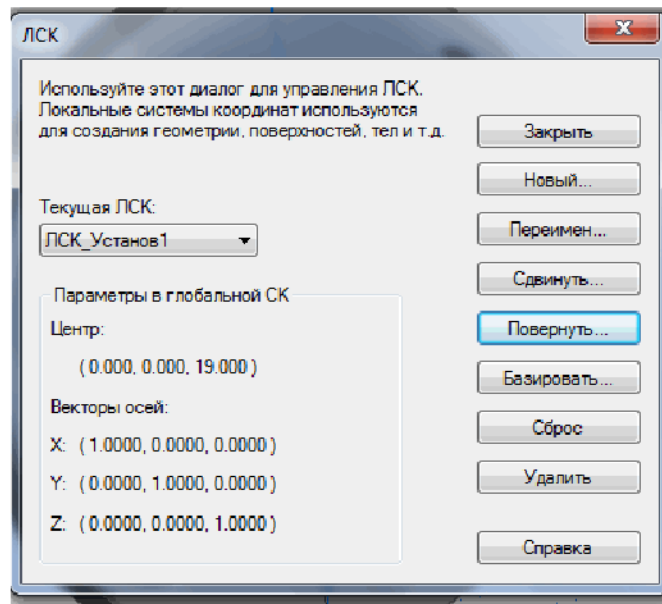 ЛСК
Используйте этот диалог для управления ЛСК.
Локальные системы координат используются
для создания геометрии, поверхностей, тел и т.д.
Закрыть
Новый...
Текущая ЛСК:
ЛСК_Установ1
Переимен...
Сдвинуть...
Параметры в глобальной СК
Центр:
Повернуть...
( 0.000, 0.000, 19.000 )
Базировать...
Векторы осей:
Сброс
X: ( 1.0000, 0.0000, 0.0000 )
Y: ( 0.0000, 1.0000, 0.0000 )
Удалить
Z: ( 0.0000, 0.0000, 1.0000 )
Справка